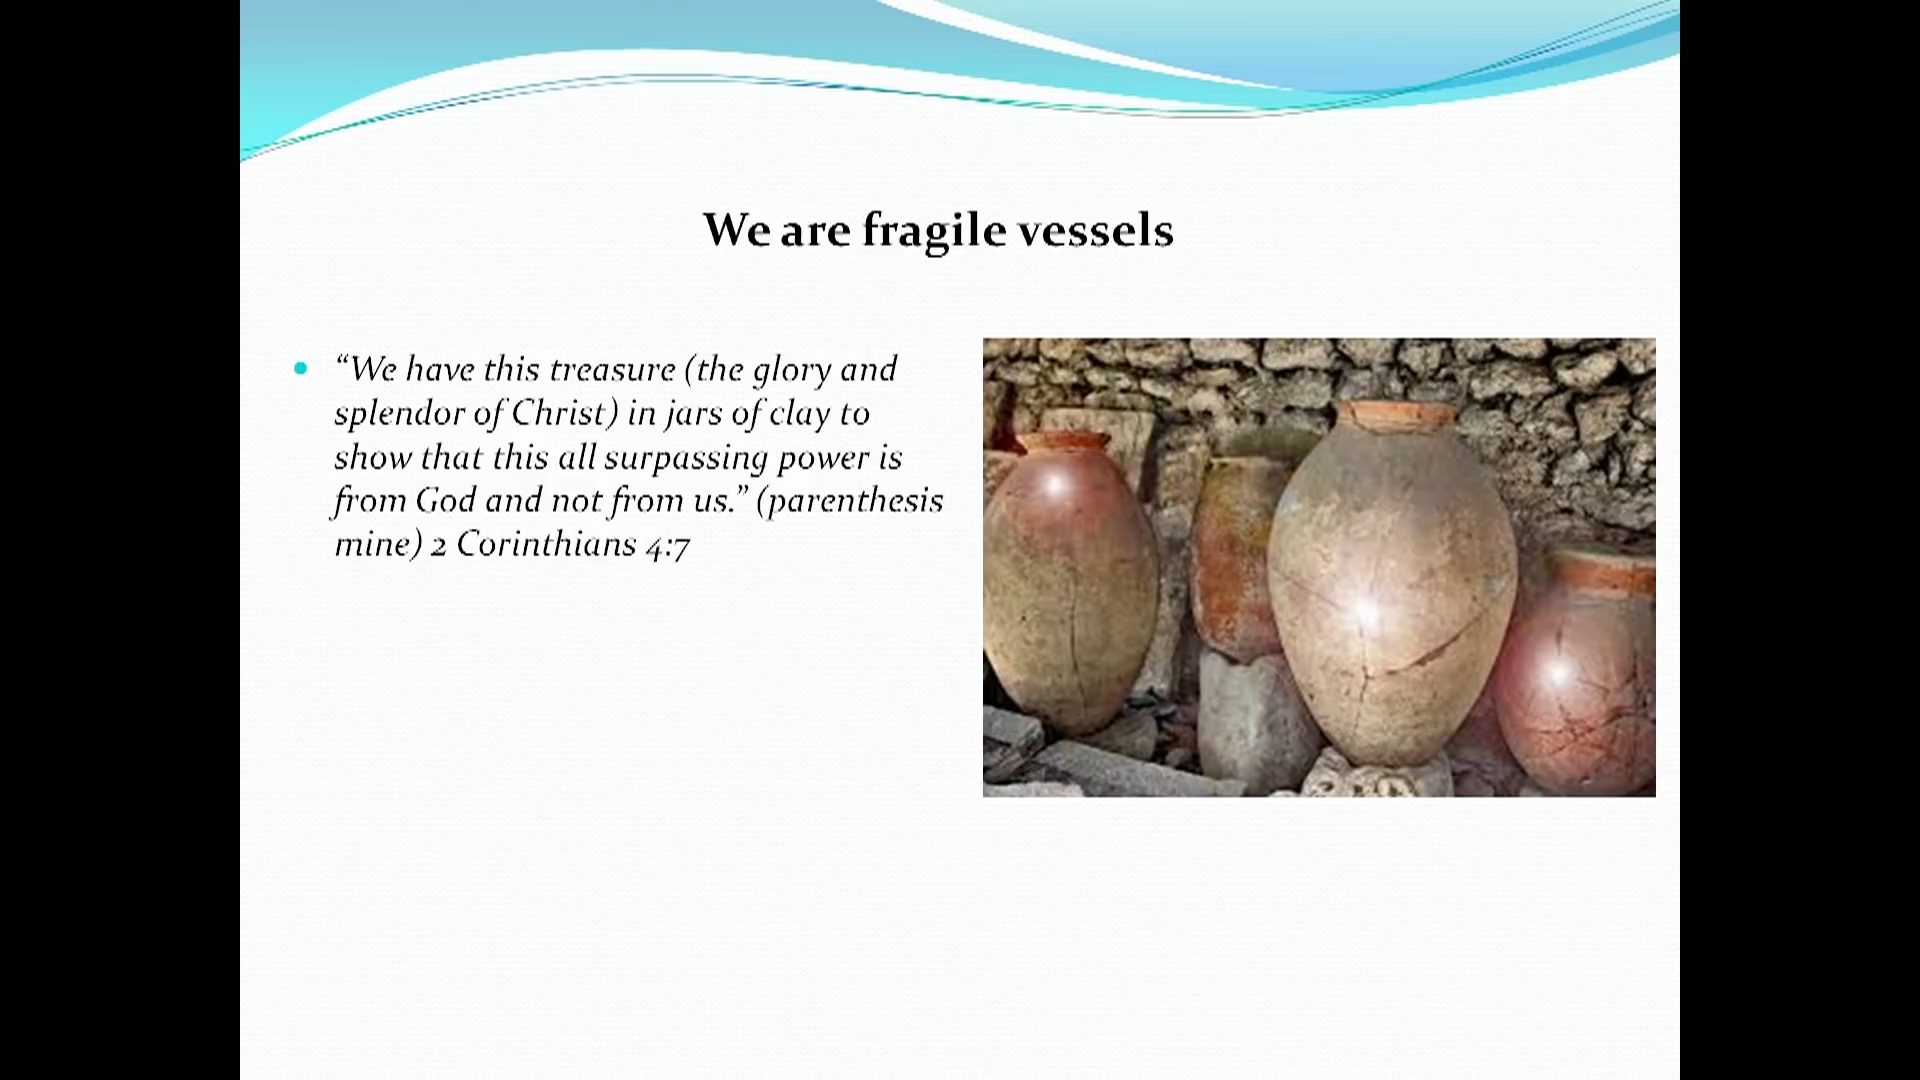 We are fragile vessels
“We have this treasure (the glory and
splendor of Christ) in jars of clay to
show that this all surpassing power is
from God and not from us.” (parenthesis
mine) 2 Corinthians 4:7